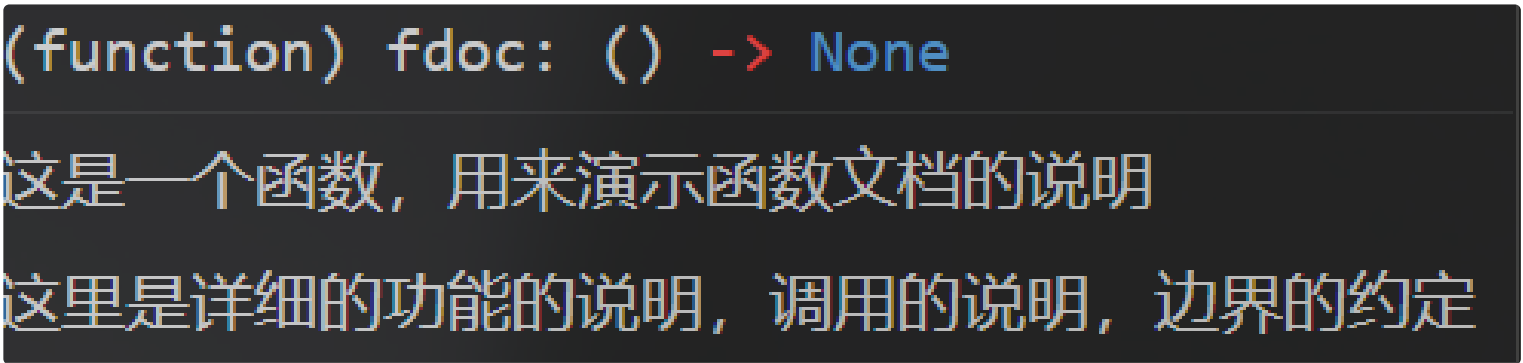 (function) fdoc: () -> None
这是一个函数，用来演示函数文档的说明
这里是详细的功能的说明，调用的说明，边界的约定